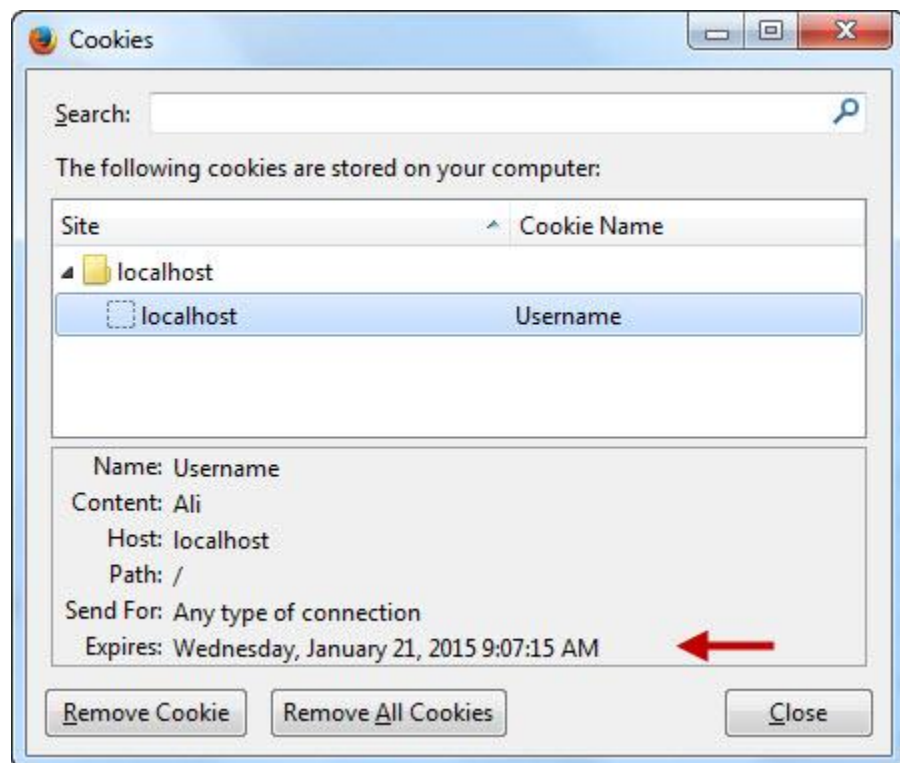 Cookies
Search:
The following cookies are stored on your computer:
Site Cookie Name
localhost
localhost Username
Name: Username
Content: Ali
Host: localhost
Path: /
Send For: Any type of connection
Expires: Wednesday, January 21, 2015 9:07:15 AM
Remove Cookie Remove All Cookies Close